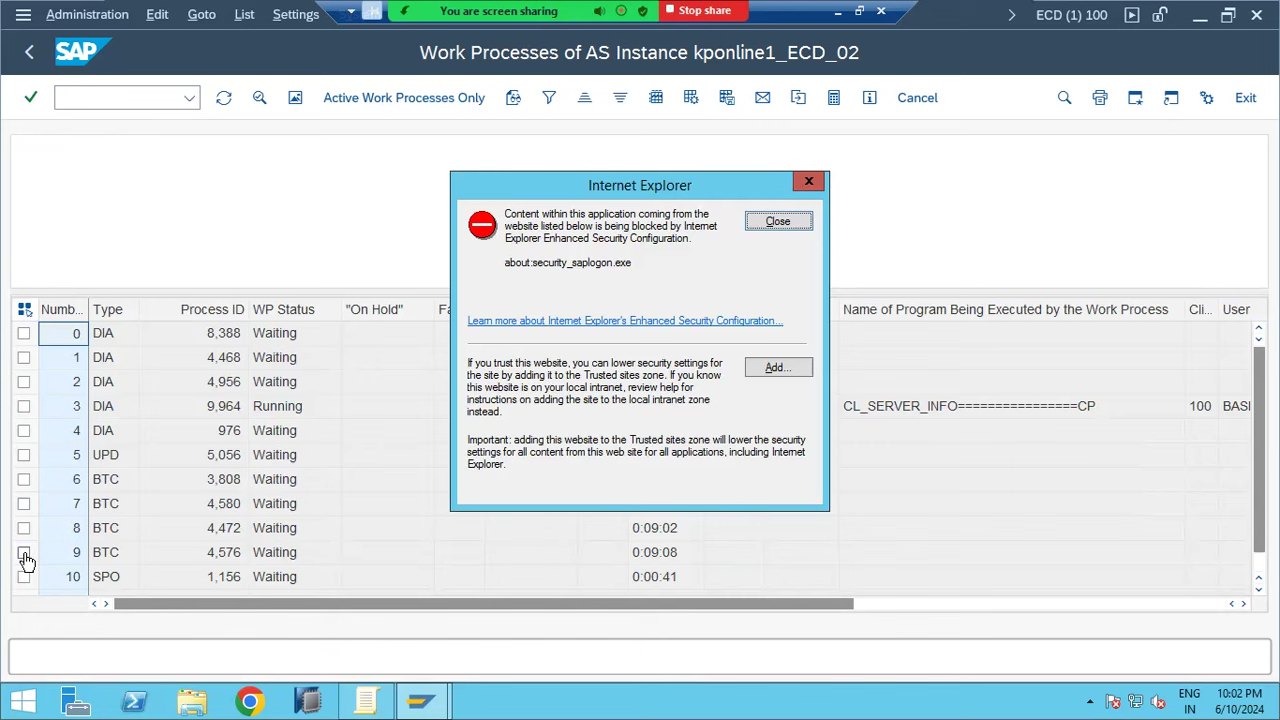 Administration Edit Goto List Settings
You are screen sharing Stop share
ECD (1) 100
SAP
Work Processes of AS Instance kponline1_ECD_02
Active Work Processes Only Cancel Exit
Internet Explorer
Content within this application coming from the
website listed below is being blocked by Internet
Explorer Enhanced Security Configuration.
Close
about:security_saplogon.exe
Learn more about Internet Explorer's Enhanced Security Configuration...
If you trust this website, you can lower security settings for
the site by adding it to the Trusted sites zone. If you know
this website is on your local intranet, review help for
instructions on adding the site to the local intranet zone
instead.
Add...
Important: adding this website to the Trusted sites zone will lower the security
settings for all content from this web site for all applications, including Internet
Explorer.
Numb... Type Process ID WP Status "On Hold" Name of Program Being Executed by the Work Process Cli... User
0 DIA 8,388 Waiting
1 DIA 4,468 Waiting
2 DIA 4,956 Waiting
3 DIA 9,964 Running CL_SERVER_INFO================CP 100 BASI
4 DIA 976 Waiting
5 UPD 5,056 Waiting
6 BTC 3,808 Waiting
7 BTC 4,580 Waiting
8 BTC 4,472 Waiting 0:09:02
9 BTC 4,576 Waiting 0:09:08
10 SPO 1,156 Waiting 0:00:41
ENG 10:02 PM
IN 6/10/2024